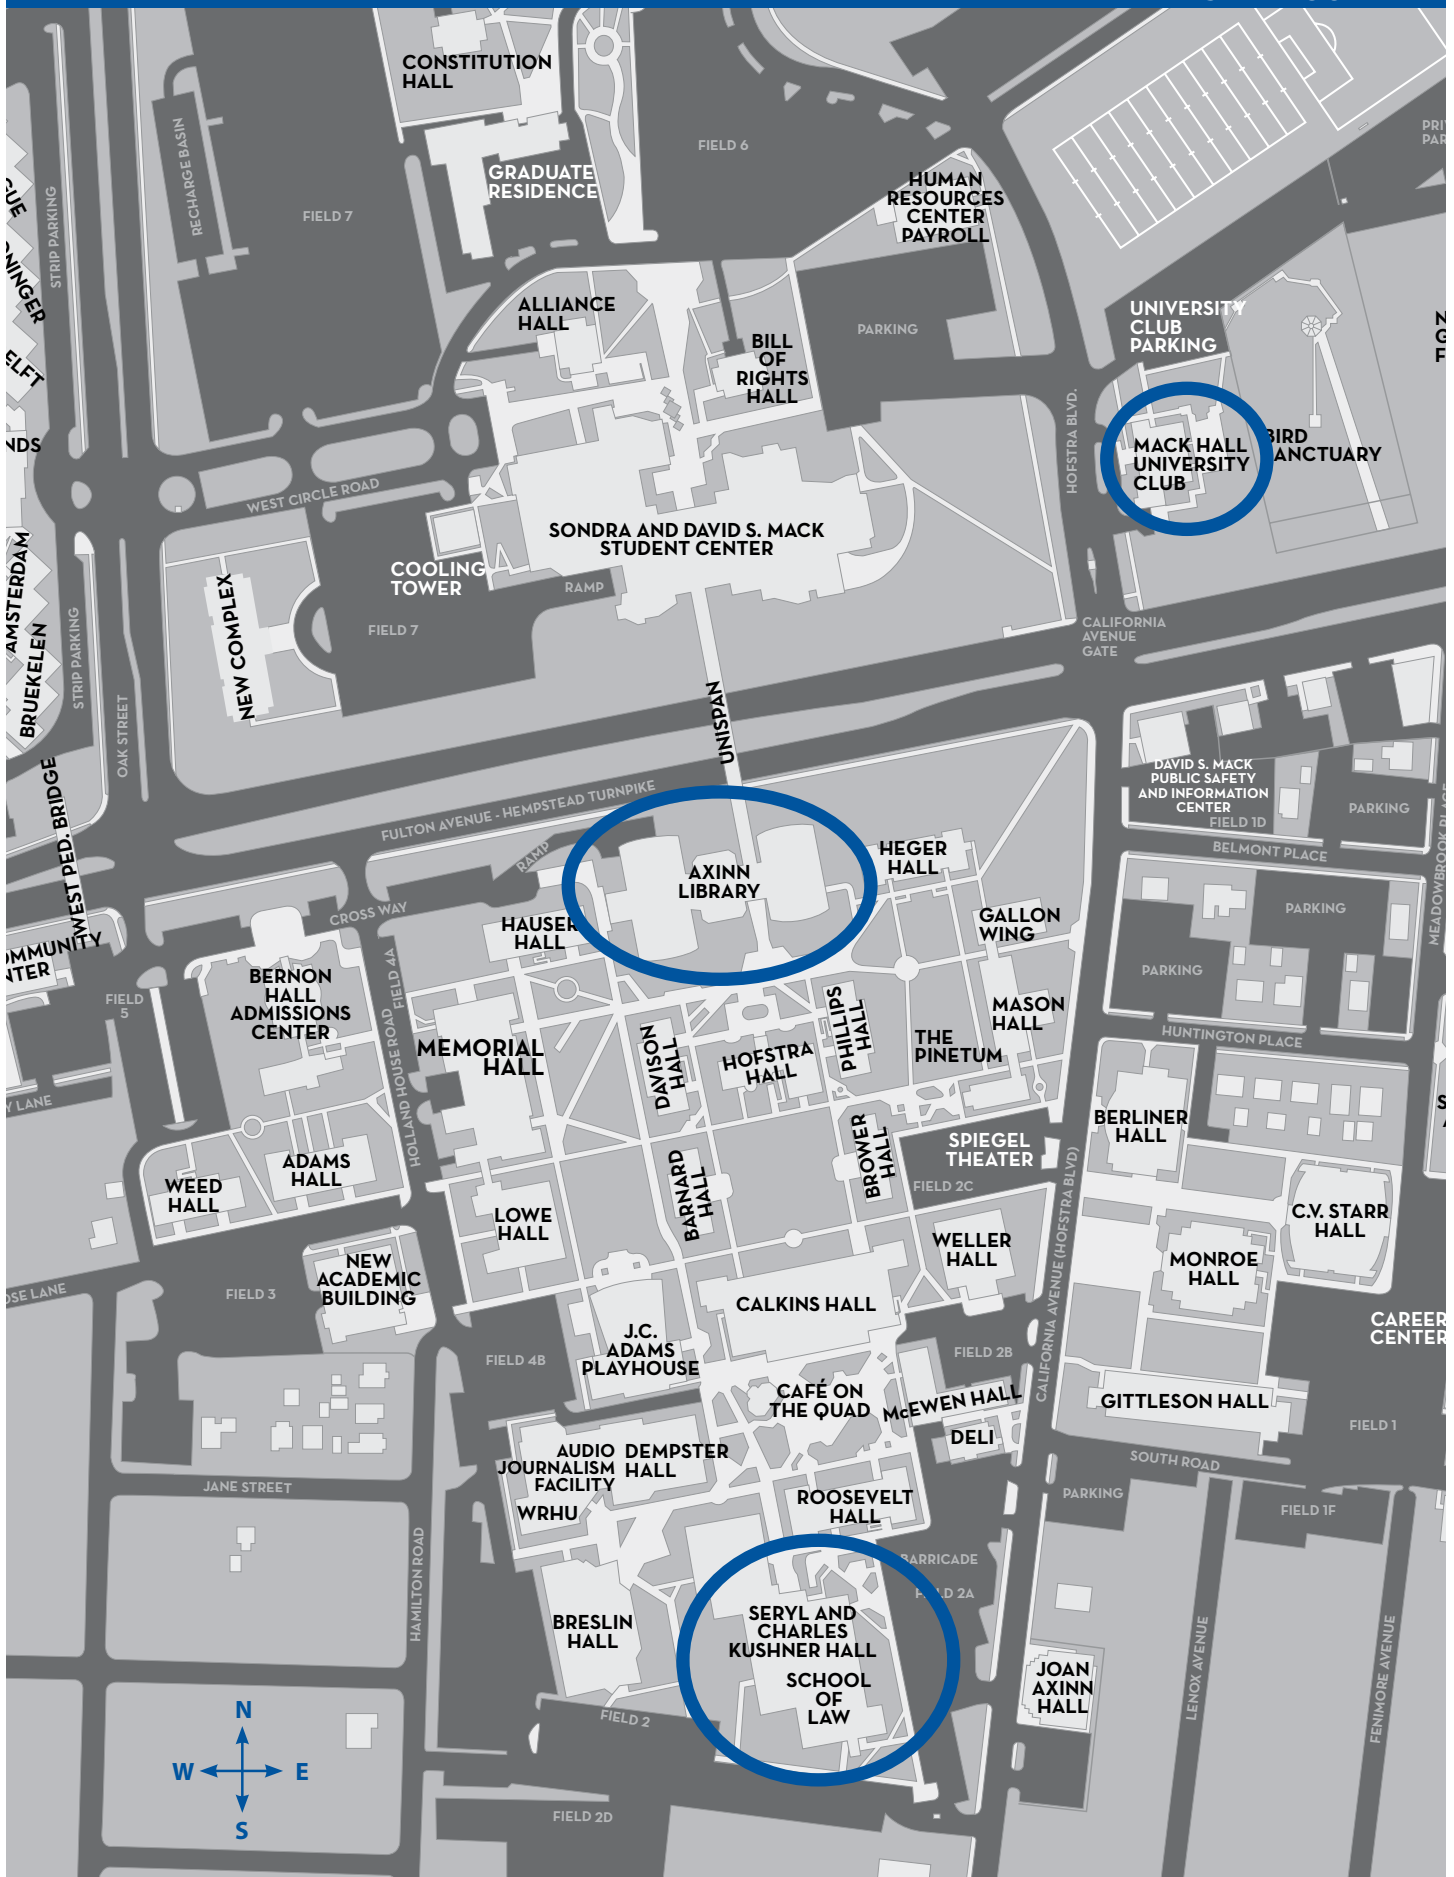 CONSTITUTION
HALL
RECHARGE BASIN
FIELD 6
GRADUATE
RESIDENCE
HUMAN
RESOURCES
CENTER
PAYROLL
STRIP PARKING
FIELD 7
ALLIANCE
HALL
BILL
OF
RIGHTS
HALL
PARKING
UNIVERSITY
CLUB
PARKING
HOFSTRA BLVD.
MACK HALL
UNIVERSITY
CLUB
BIRD
SANCTUARY
WEST CIRCLE ROAD
SONDRA AND DAVID S. MACK
STUDENT CENTER
COOLING
TOWER
RAMP
AMSTERDAM
BRUEKELEN
STRIP PARKING
NEW COMPLEX
FIELD 7
CALIFORNIA
AVENUE
GATE
OAK STREET
UNISPAN
WEST PED. BRIDGE
FULTON AVENUE - HEMPSTEAD TURNPIKE
DAVID S. MACK
PUBLIC SAFETY
AND INFORMATION
CENTER
FIELD 1D
PARKING
BELMONT PLACE
MEADOWBROOK PLACE
RAMP
AXINN
LIBRARY
HEGER
HALL
CROSS WAY
HAUSER
HALL
GALLON
WING
PARKING
PARKING
FIELD
5
BERNON
HALL
ADMISSIONS
CENTER
FIELD 4A
HOLLAND HOUSE ROAD
MEMORIAL
HALL
DAVISON
HALL
HOFSTRA
HALL
PHILLIPS
HALL
THE
PINETUM
MASON
HALL
HUNTINGTON PLACE
BERLINER
HALL
ADAMS
HALL
WEED
HALL
BARNARD
HALL
BROWER
HALL
SPIEGEL
THEATER
FIELD 2C
LOWE
HALL
WELLER
HALL
CALIFORNIA AVENUE (HOFSTRA BLVD)
C.V. STARR
HALL
MONROE
HALL
NEW
ACADEMIC
BUILDING
FIELD 3
CALKINS HALL
J.C.
ADAMS
PLAYHOUSE
FIELD 4B
FIELD 2B
CAREER
CENTER
CAFÉ ON
THE QUAD
McEWEN HALL
DELI
GITTLESON HALL
FIELD 1
AUDIO
JOURNALISM
FACILITY
DEMPSTER
HALL
WRHU
ROOSEVELT
HALL
SOUTH ROAD
PARKING
FIELD 1F
JANE STREET
HAMILTON ROAD
BARRICADE
FIELD 2A
BRESLIN
HALL
SERYL AND
CHARLES
KUSHNER HALL
SCHOOL
OF
LAW
JOAN
AXINN
HALL
LENOX AVENUE
FENIMORE AVENUE
FIELD 2
FIELD 2D
N
W E
S